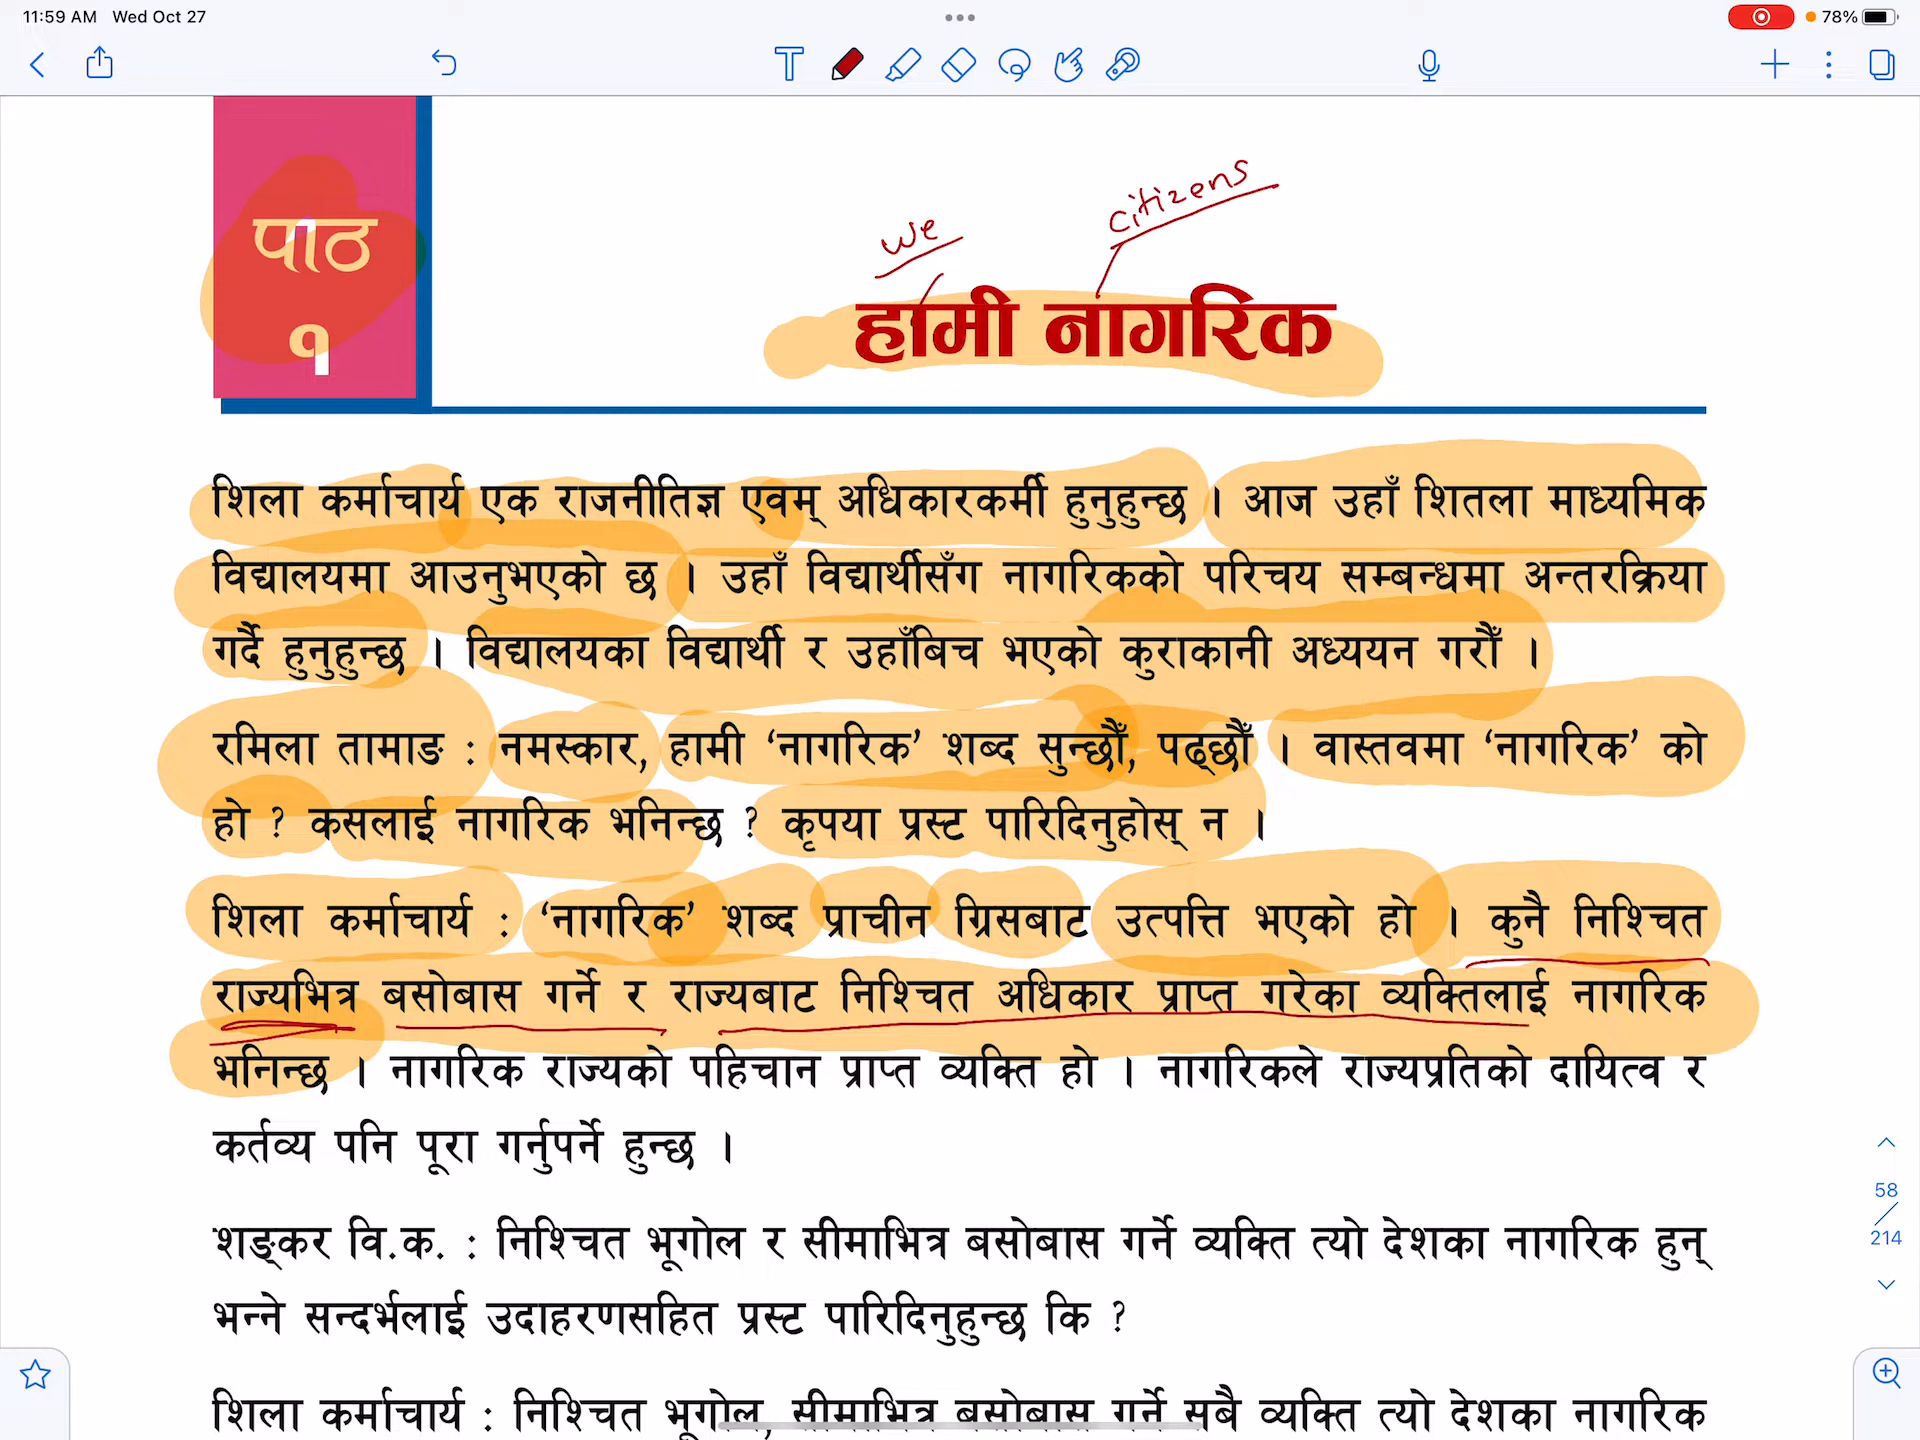 11:59 AM Wed Oct 27
78%
we
citizens
पाठ
१
हामी नागरिक
शिला कर्माचार्य एक राजनीतिज्ञ एवम् अधिकारकर्मी हुनुहुन्छ । आज उहाँ शितला माध्यमिक
विद्यालयमा आउनुभएको छ । उहाँ विद्यार्थीसँग नागरिकको परिचय सम्बन्धमा अन्तरक्रिया
गर्दै हुनुहुन्छ । विद्यालयका विद्यार्थी र उहाँबिच भएको कुराकानी अध्ययन गरौँ ।
रमिला तामाङ : नमस्कार, हामी ‘नागरिक’ शब्द सुन्छौँ, पढ्छौँ । वास्तवमा ‘नागरिक’ को
हो ? कसलाई नागरिक भनिन्छ ? कृपया प्रस्ट पारिदिनुहोस् न ।
शिला कर्माचार्य : ‘नागरिक’ शब्द प्राचीन ग्रिसबाट उत्पत्ति भएको हो । कुनै निश्चित
राज्यभित्र बसोबास गर्ने र राज्यबाट निश्चित अधिकार प्राप्त गरेका व्यक्तिलाई नागरिक
भनिन्छ । नागरिक राज्यको पहिचान प्राप्त व्यक्ति हो । नागरिकले राज्यप्रतिको दायित्व र
कर्तव्य पनि पूरा गर्नुपर्ने हुन्छ ।
शङ्कर वि.क. : निश्चित भूगोल र सीमाभित्र बसोबास गर्ने व्यक्ति त्यो देशका नागरिक हुन्
भन्ने सन्दर्भलाई उदाहरणसहित प्रस्ट पारिदिनुहुन्छ कि ?
शिला कर्माचार्य : निश्चित भूगोल, सीमाभित्र बसोबास गर्ने सबै व्यक्ति त्यो देशका नागरिक
58
214